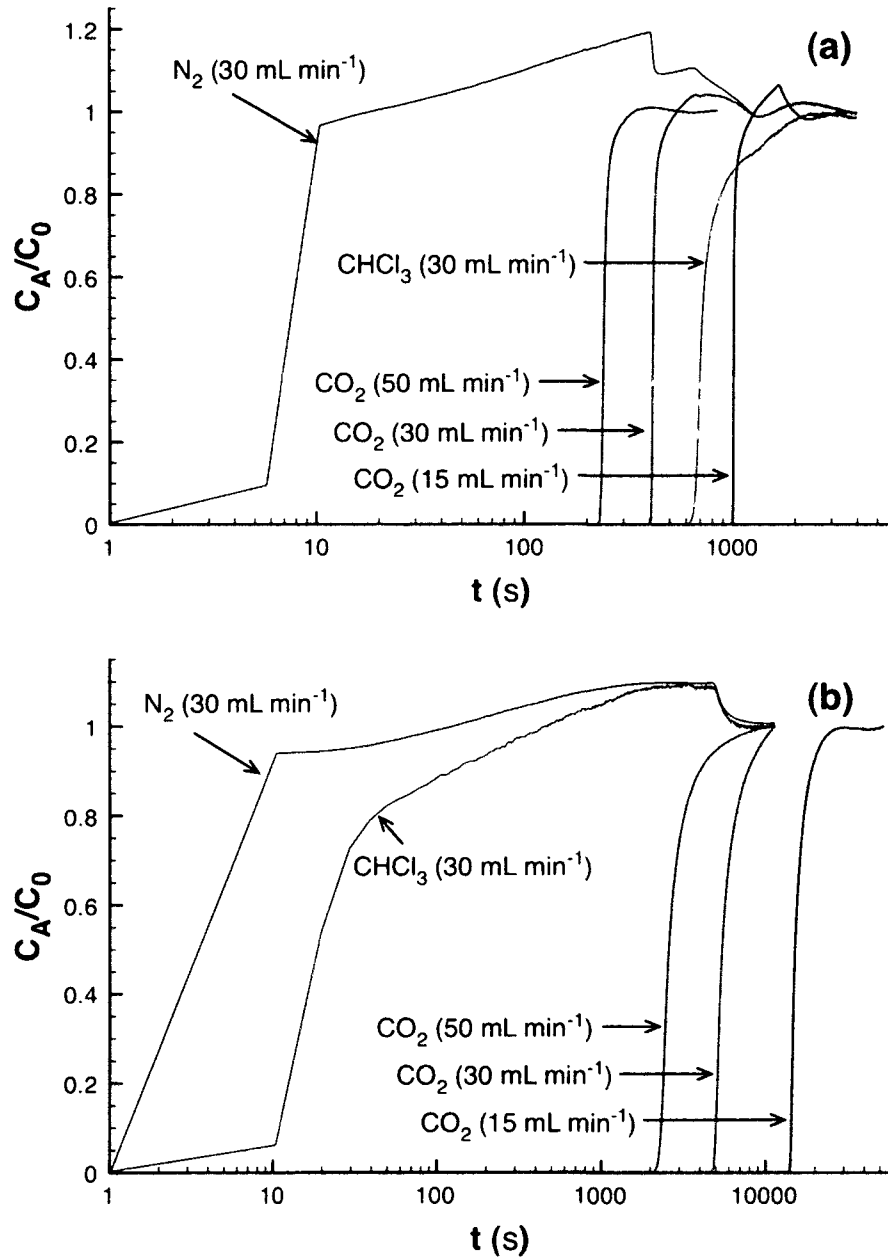 (a)
1.2
1
0.8
0.6
0.4
0.2
0
C_A/C_0
N₂ (30 mL min⁻¹)
CHCl₃ (30 mL min⁻¹)
CO₂ (50 mL min⁻¹)
CO₂ (30 mL min⁻¹)
CO₂ (15 mL min⁻¹)
1 10 100 1000
t (s)
(b)
1
0.8
0.6
0.4
0.2
0
C_A/C_0
N₂ (30 mL min⁻¹)
CHCl₃ (30 mL min⁻¹)
CO₂ (50 mL min⁻¹)
CO₂ (30 mL min⁻¹)
CO₂ (15 mL min⁻¹)
1 10 100 1000 10000
t (s)